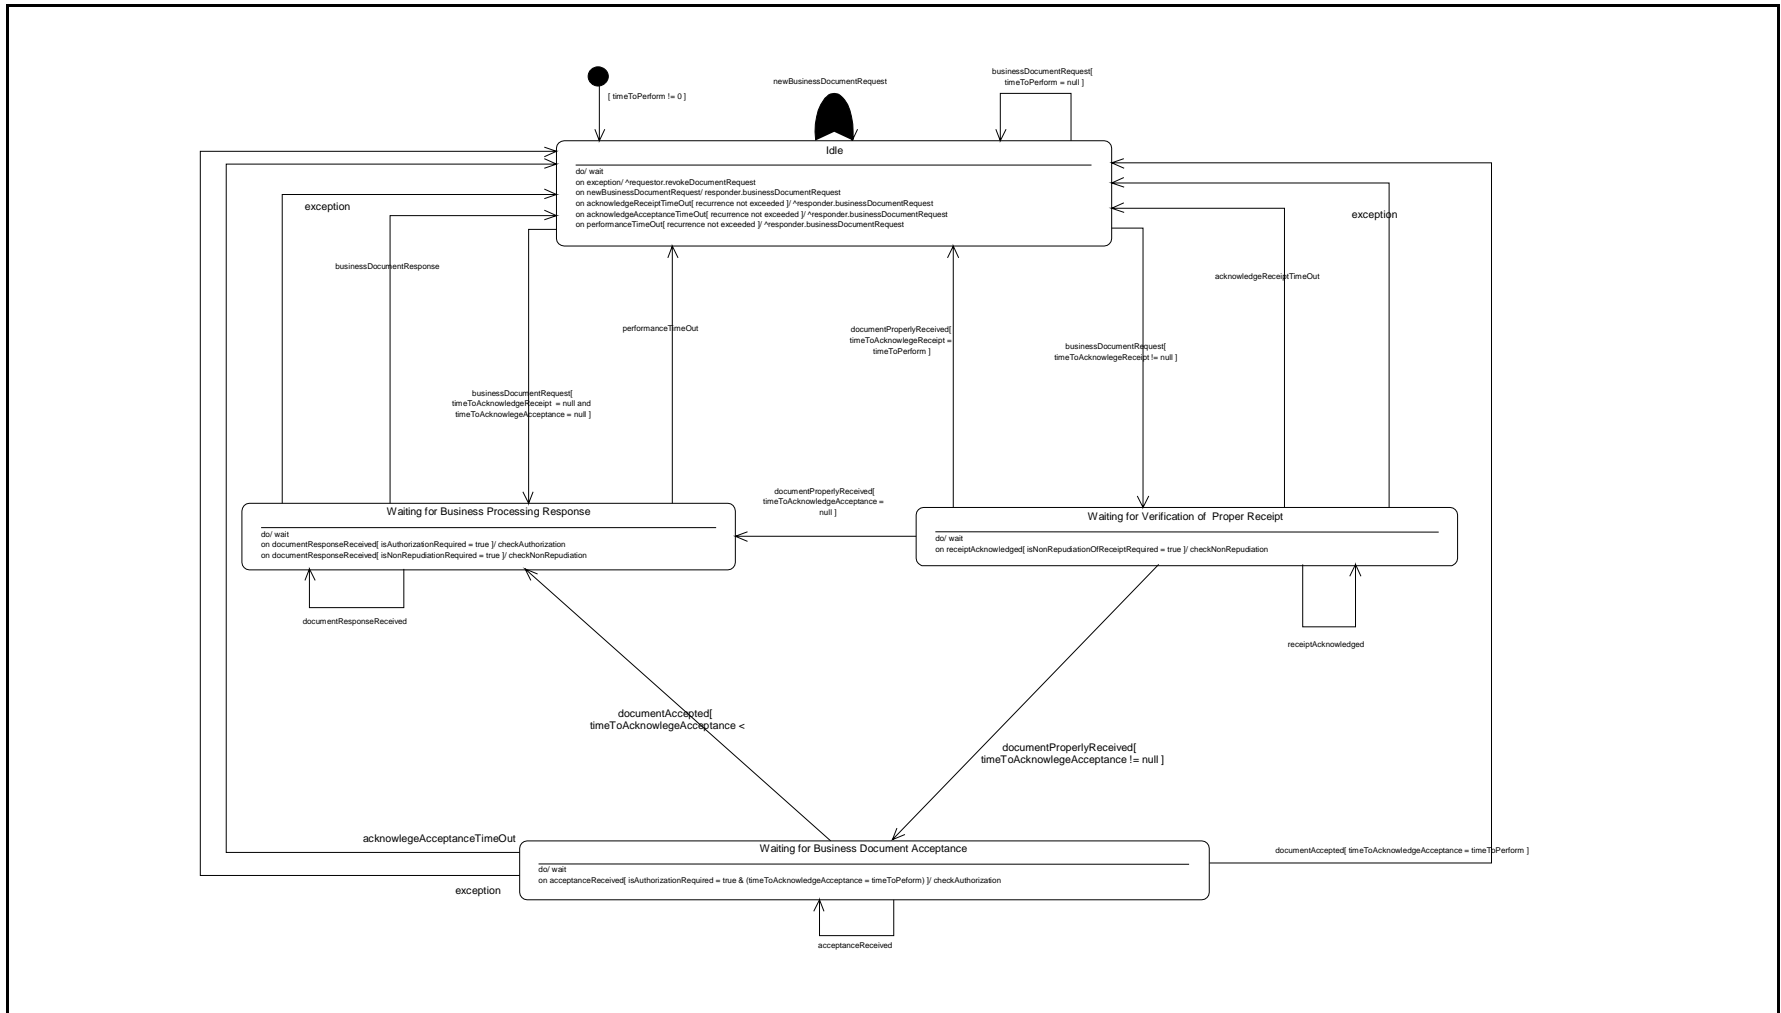 businessDocumentRequest[
timeToPerform = null ]
newBusinessDocumentRequest
[ timeToPerform != 0 ]
Idle
do/ wait
on exception/ ^requestor.revokeDocumentRequest
on newBusinessDocumentRequest/ responder.businessDocumentRequest
on acknowledgeReceiptTimeOut[ recurrence not exceeded ]/ ^responder.businessDocumentRequest
on acknowledgeAcceptanceTimeOut[ recurrence not exceeded ]/ ^responder.businessDocumentRequest
on performanceTimeOut[ recurrence not exceeded ]/ ^responder.businessDocumentRequest
exception
exception
businessDocumentResponse
acknowledgeReceiptTimeOut
performanceTimeOut
documentProperlyReceived[
timeToAcknowlegeReceipt =
timeToPerform ]
businessDocumentRequest[
timeToAcknowlegeReceipt != null ]
businessDocumentRequest[
timeToAcknowledgeReceipt = null and
timeToAcknowlegeAcceptance = null ]
documentProperlyReceived[
timeToAcknowledgeAcceptance =
null ]
Waiting for Business Processing Response
do/ wait
on documentResponseReceived[ isAuthorizationRequired = true ]/ checkAuthorization
on documentResponseReceived[ isNonRepudiationRequired = true ]/ checkNonRepudiation
Waiting for Verification of Proper Receipt
do/ wait
on receiptAcknowledged[ isNonRepudiationOfReceiptRequired = true ]/ checkNonRepudiation
documentResponseReceived
receiptAcknowledged
documentAccepted[
timeToAcknowlegeAcceptance <
documentProperlyReceived[
timeToAcknowlegeAcceptance != null ]
acknowlegeAcceptanceTimeOut
Waiting for Business Document Acceptance
do/ wait
on acceptanceReceived[ isAuthorizationRequired = true & (timeToAcknowledgeAcceptance = timeToPeform) ]/ checkAuthorization
documentAccepted[ timeToAcknowledgeAcceptance = timeToPerform ]
exception
acceptanceReceived